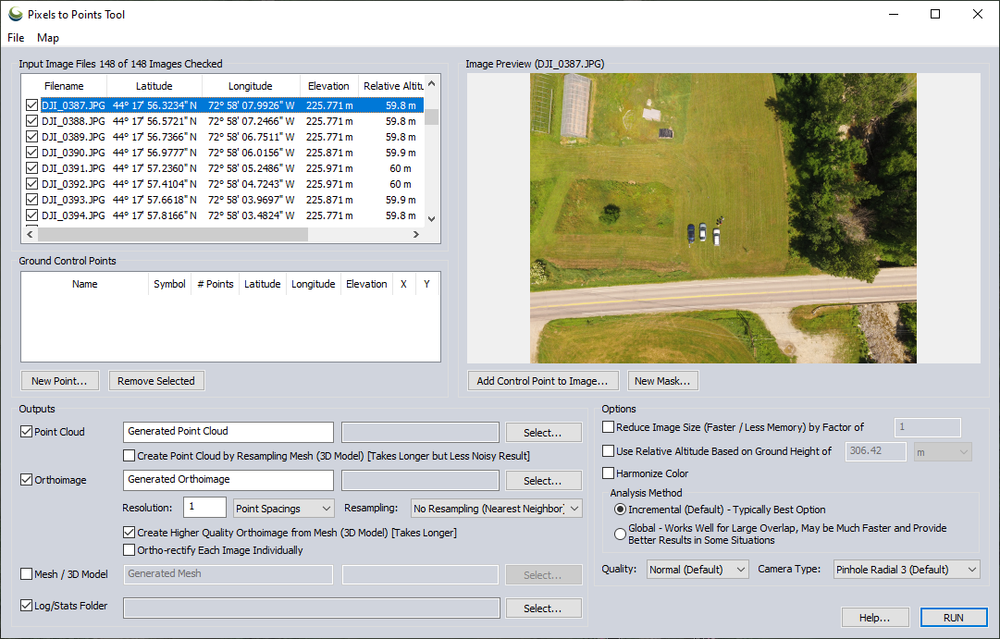 Pixels to Points Tool
File Map
Input Image Files 148 of 148 Images Checked
Filename Latitude Longitude Elevation Relative Altitu
DJI_0387.JPG 44° 17' 56.3234" N 72° 58' 07.9926" W 225.771 m 59.8 m
DJI_0388.JPG 44° 17' 56.5721" N 72° 58' 07.2466" W 225.771 m 59.8 m
DJI_0389.JPG 44° 17' 56.7366" N 72° 58' 06.7511" W 225.771 m 59.8 m
DJI_0390.JPG 44° 17' 56.9777" N 72° 58' 06.0156" W 225.871 m 59.9 m
DJI_0391.JPG 44° 17' 57.2360" N 72° 58' 05.2486" W 225.971 m 60 m
DJI_0392.JPG 44° 17' 57.4104" N 72° 58' 04.7243" W 225.971 m 60 m
DJI_0393.JPG 44° 17' 57.6618" N 72° 58' 03.9697" W 225.871 m 59.9 m
DJI_0394.JPG 44° 17' 57.8166" N 72° 58' 03.4824" W 225.771 m 59.8 m
Image Preview (DJI_0387.JPG)
Ground Control Points
Name Symbol # Points Latitude Longitude Elevation X Y
New Point... Remove Selected
Add Control Point to Image... New Mask...
Outputs
Point Cloud Generated Point Cloud Select...
Create Point Cloud by Resampling Mesh (3D Model) [Takes Longer but Less Noisy Result]
Orthoimage Generated Orthoimage Select...
Resolution: 1 Point Spacings Resampling: No Resampling (Nearest Neighbor)
Create Higher Quality Orthoimage from Mesh (3D Model) [Takes Longer]
Ortho-rectify Each Image Individually
Mesh / 3D Model Generated Mesh Select...
Log/Stats Folder Select...
Options
Reduce Image Size (Faster / Less Memory) by Factor of 1
Use Relative Altitude Based on Ground Height of 306.42 m
Harmonize Color
Analysis Method
Incremental (Default) - Typically Best Option
Global - Works Well for Large Overlap, May be Much Faster and Provide
Better Results in Some Situations
Quality: Normal (Default) Camera Type: Pinhole Radial 3 (Default)
Help... RUN